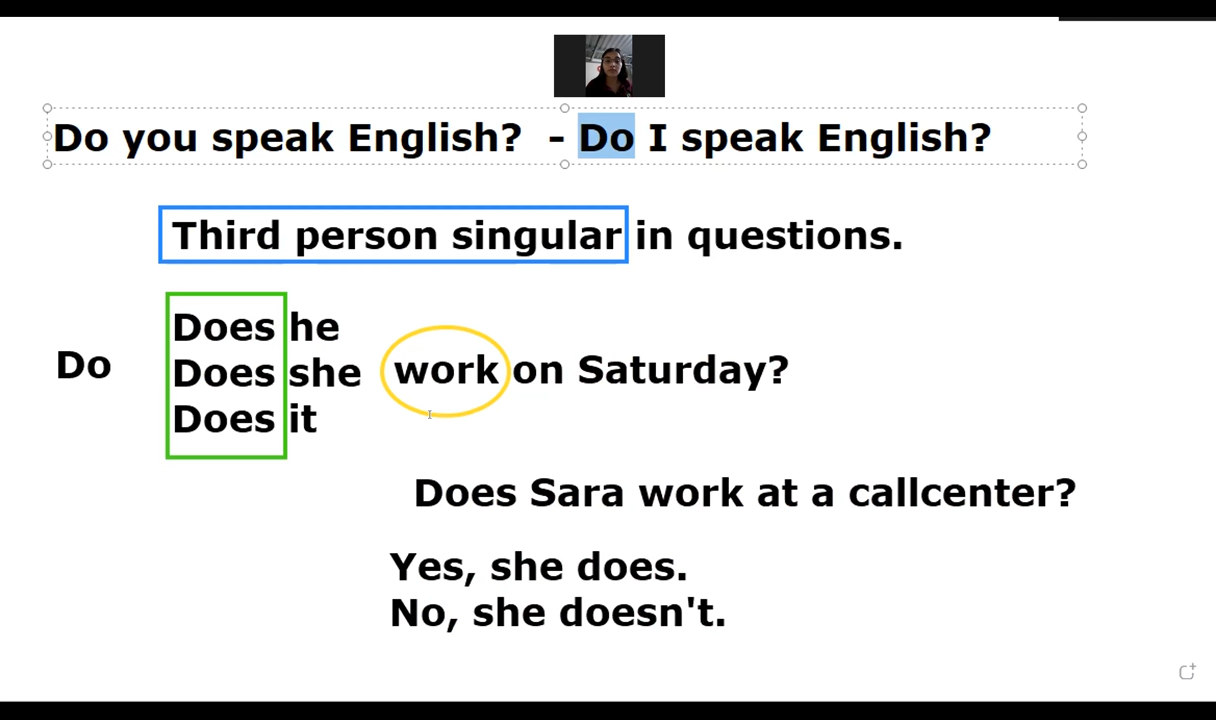 Do you speak English?  - Do I speak English?
Third person singular in questions.
Does he
Do Does she work on Saturday?
Does it
Does Sara work at a callcenter?
Yes, she does.
No, she doesn't.